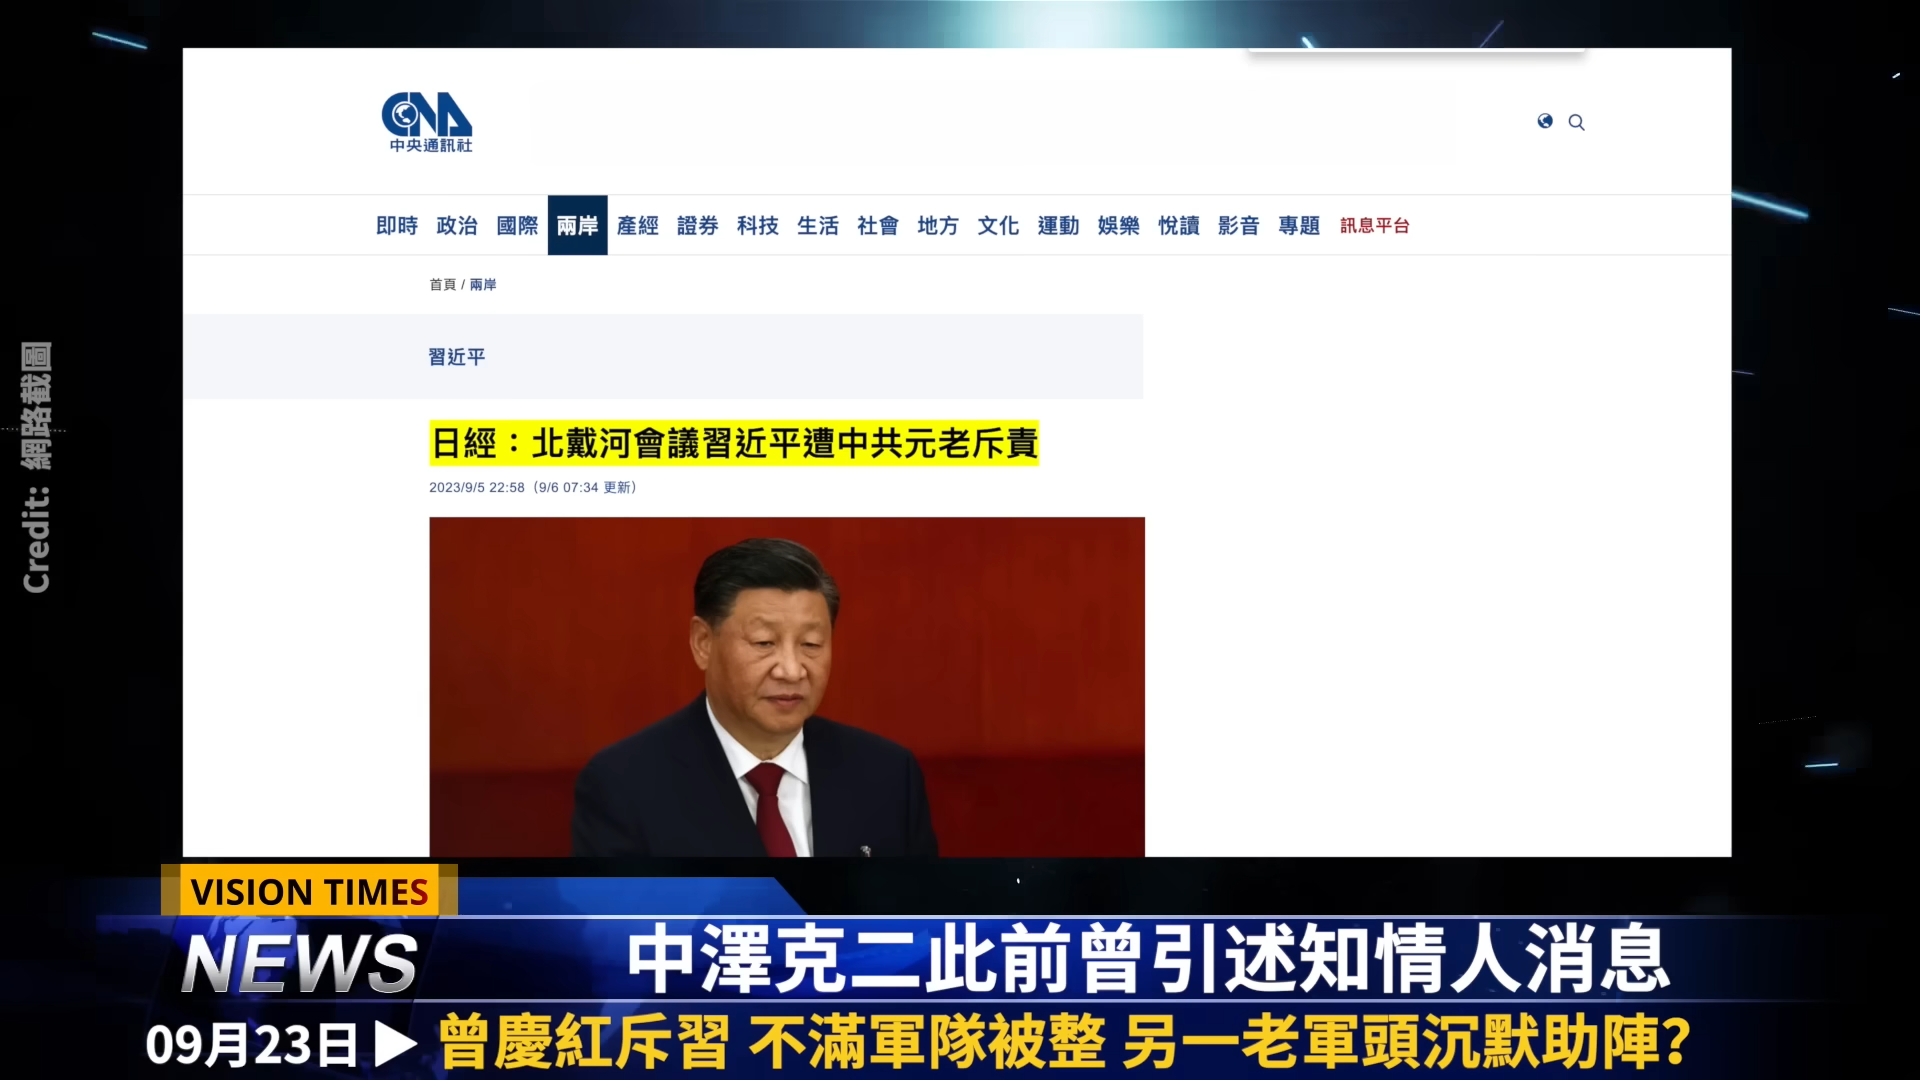 CNA
中央通訊社
即時 政治 國際 兩岸 產經 證券 科技 生活 社會 地方 文化 運動 娛樂 悅讀 影音 專題 訊息平台
首頁 / 兩岸
習近平
日經：北戴河會議習近平遭中共元老斥責
2023/9/5 22:58（9/6 07:34 更新）
Credit: 網路截圖
VISION TIMES
NEWS
中澤克二此前曾引述知情人消息
09月23日
曾慶紅斥習 不滿軍隊被整 另一老軍頭沉默助陣?